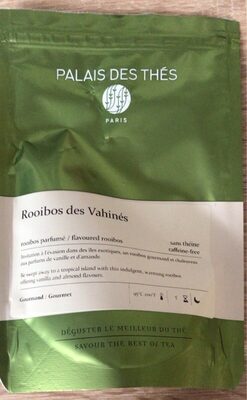 PALAIS DES THÉS
PARIS
Rooibos des Vahinés
rooibos parfumé / flavoured rooibos
sans théine
caffeine-free
Invitation à l'évasion dans des îles exotiques, un rooibos gourmand et chaleureux
aux parfums de vanille et d'amande.
Be swept away to a tropical island with this indulgent, warming rooibos
offering vanilla and almond flavours.
Gourmand / Gourmet
95°C 210°F
5
DÉGUSTER LE MEILLEUR DU THÉ
SAVOUR THE BEST OF TEA